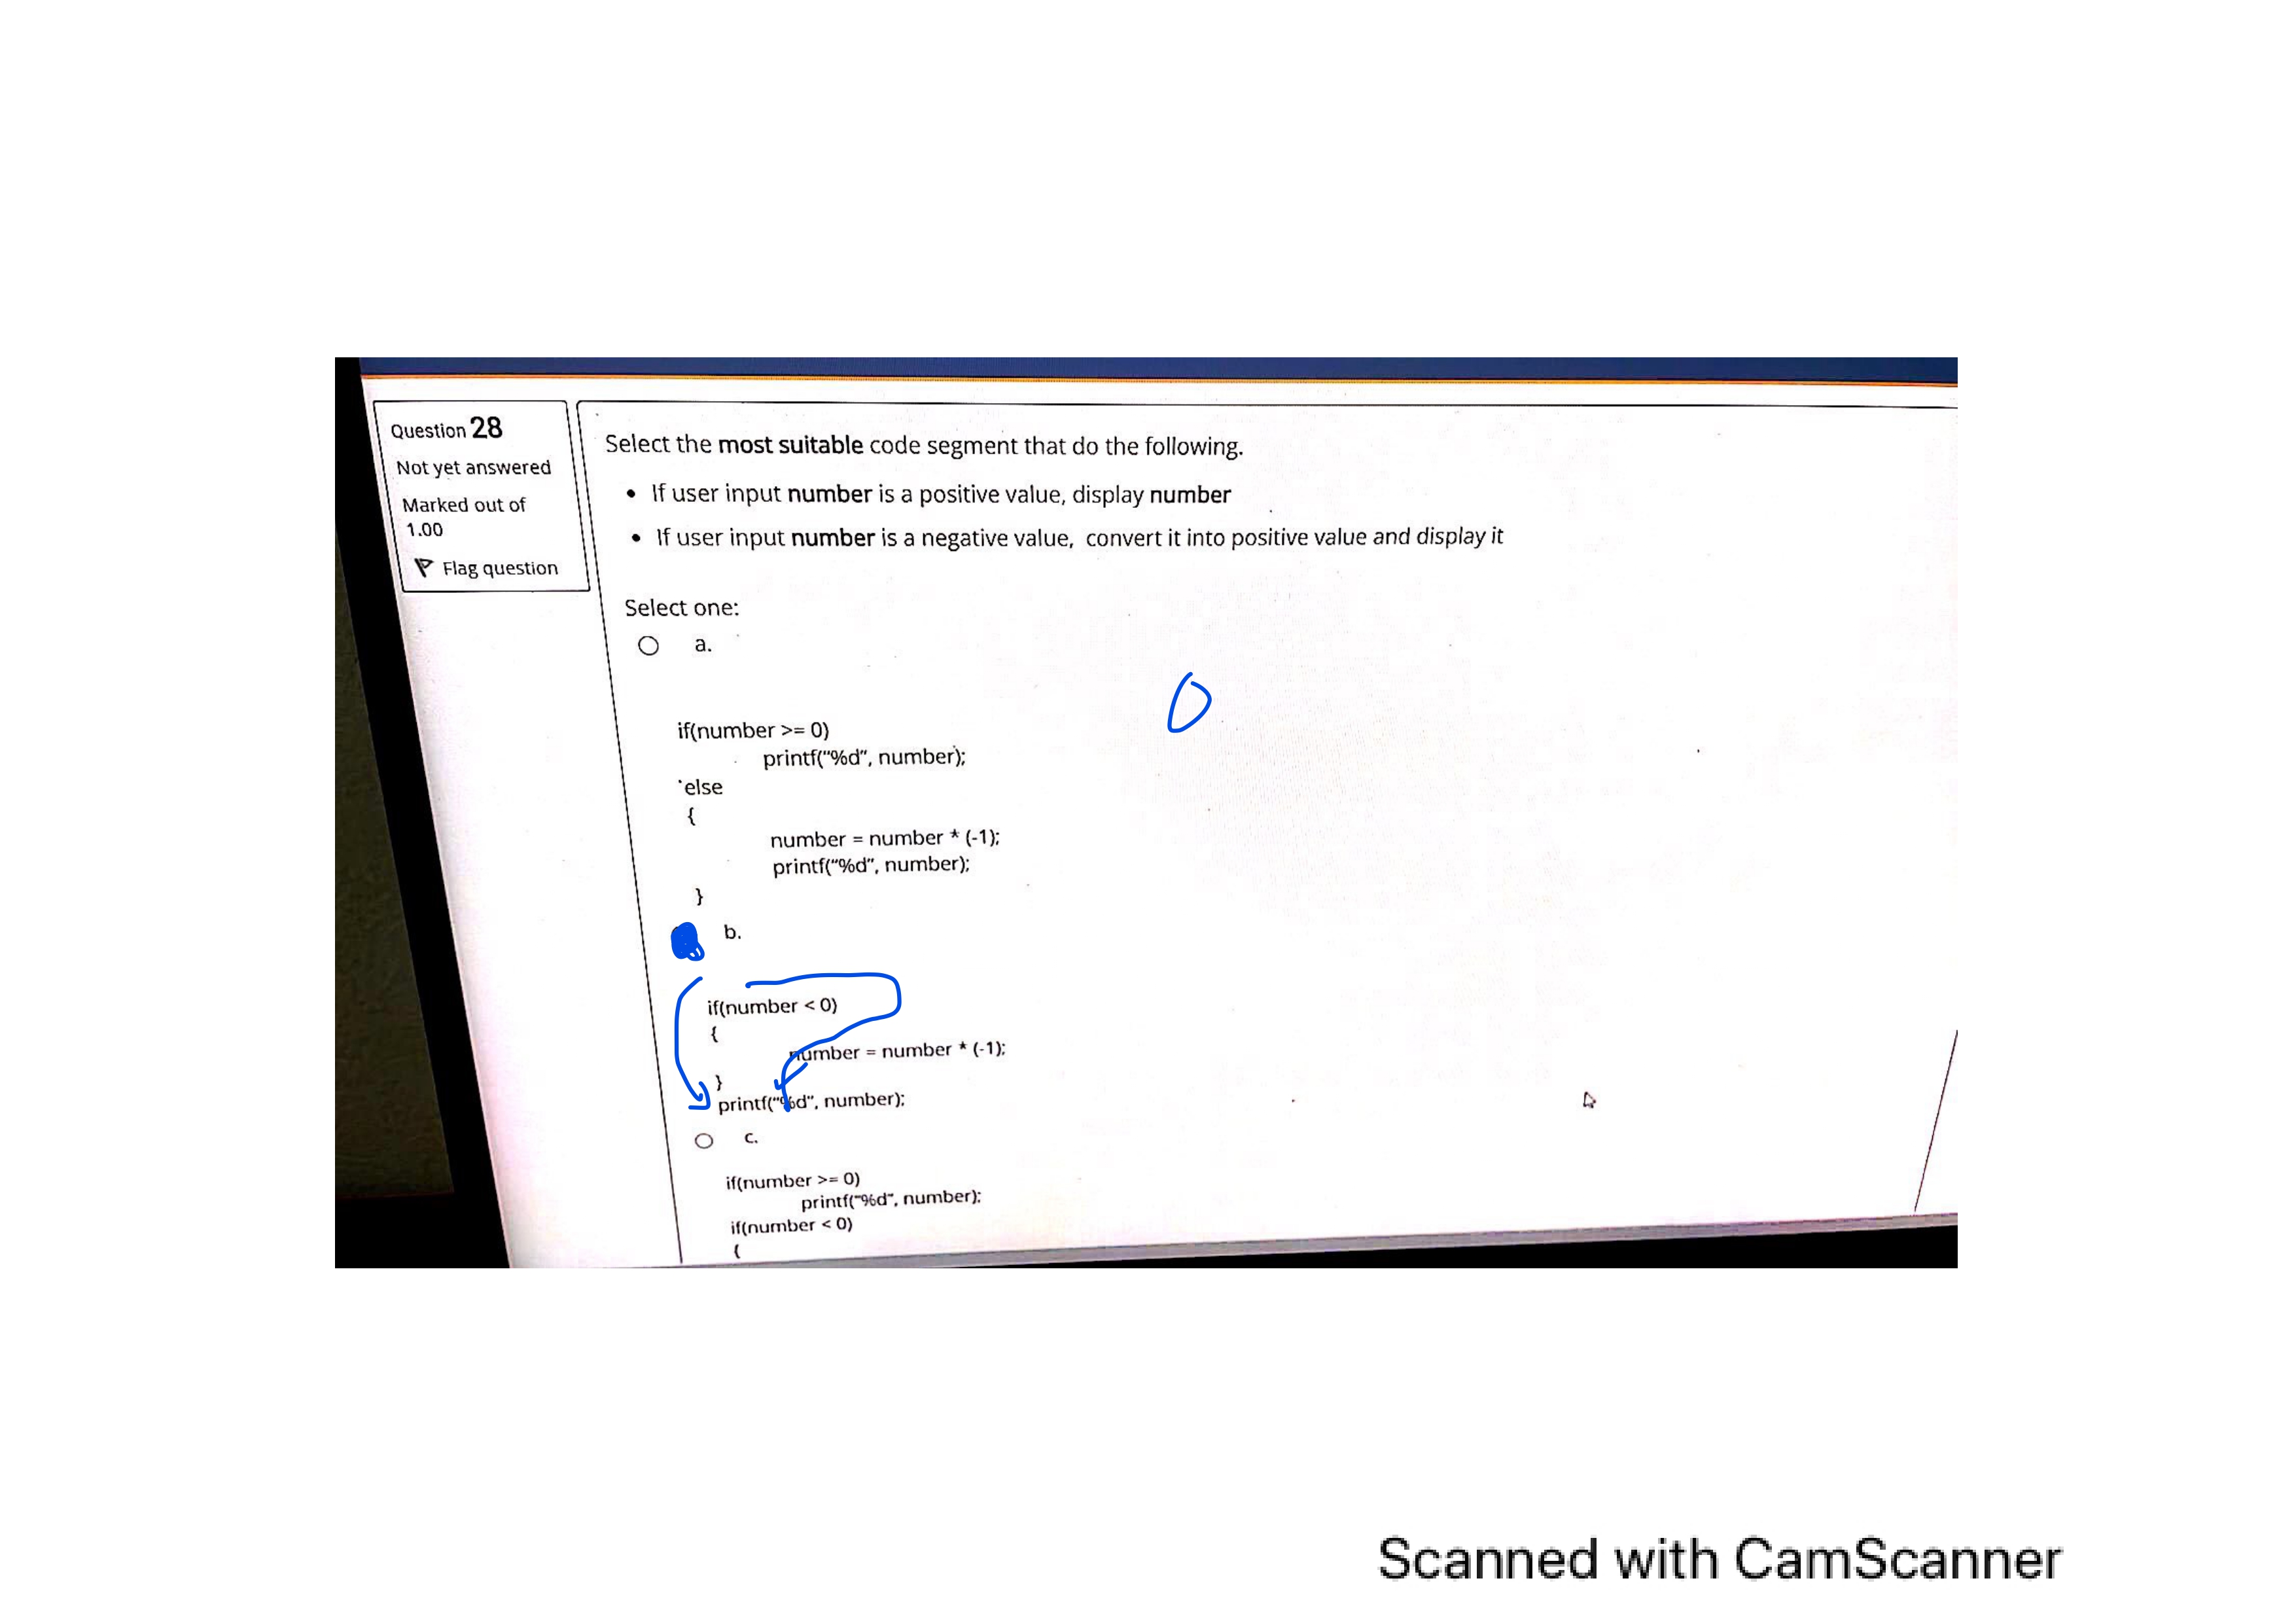 Question 28
Not yet answered
Marked out of
1.00
Flag question
Select the most suitable code segment that do the following.
• If user input number is a positive value, display number
• If user input number is a negative value, convert it into positive value and display it
Select one:
a.
0
if(number >= 0)
printf("%d", number);
else
{
number = number * (-1);
printf("%d", number);
}
b.
if(number < 0)
{
number = number * (-1);
}
printf("%d", number);
c.
if(number >= 0)
printf("%d", number);
if(number < 0)
{
Scanned with CamScanner